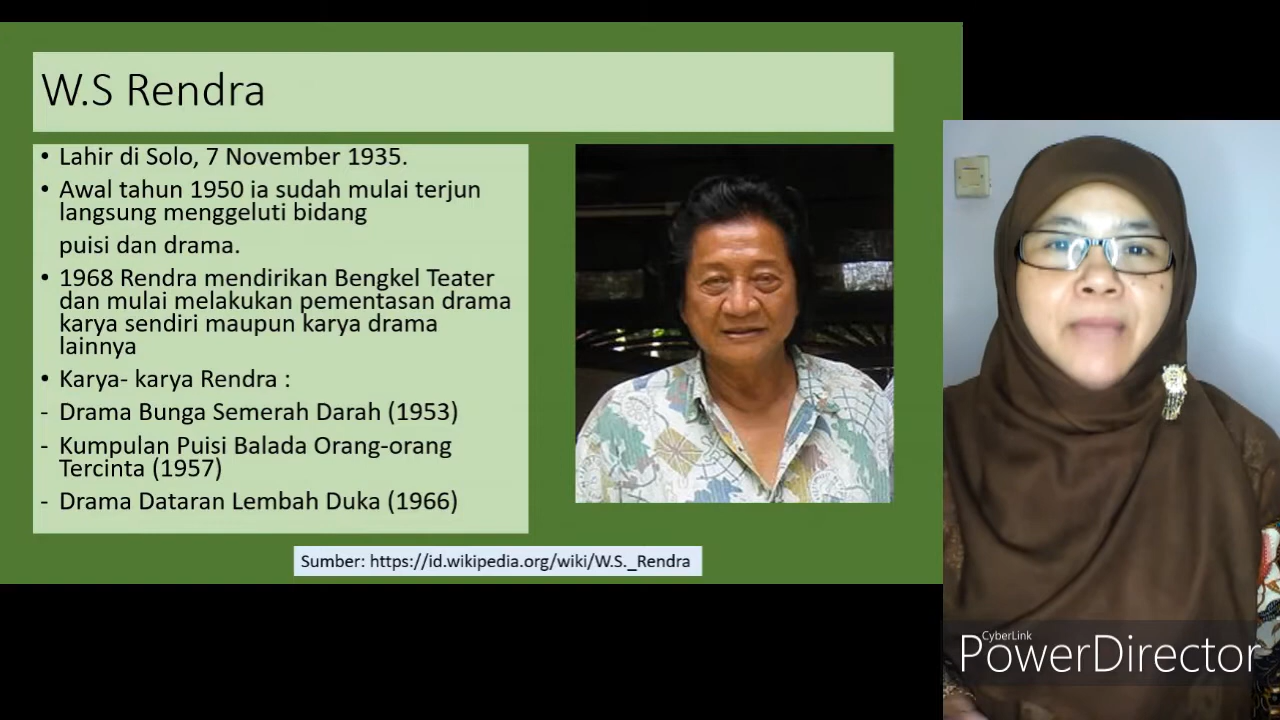 W.S Rendra
• Lahir di Solo, 7 November 1935.
• Awal tahun 1950 ia sudah mulai terjun
langsung menggeluti bidang
puisi dan drama.
• 1968 Rendra mendirikan Bengkel Teater
dan mulai melakukan pementasan drama
karya sendiri maupun karya drama
lainnya
• Karya- karya Rendra :
- Drama Bunga Semerah Darah (1953)
- Kumpulan Puisi Balada Orang-orang
Tercinta (1957)
- Drama Dataran Lembah Duka (1966)
Sumber: https://id.wikipedia.org/wiki/W.S._Rendra
CyberLink
PowerDirector